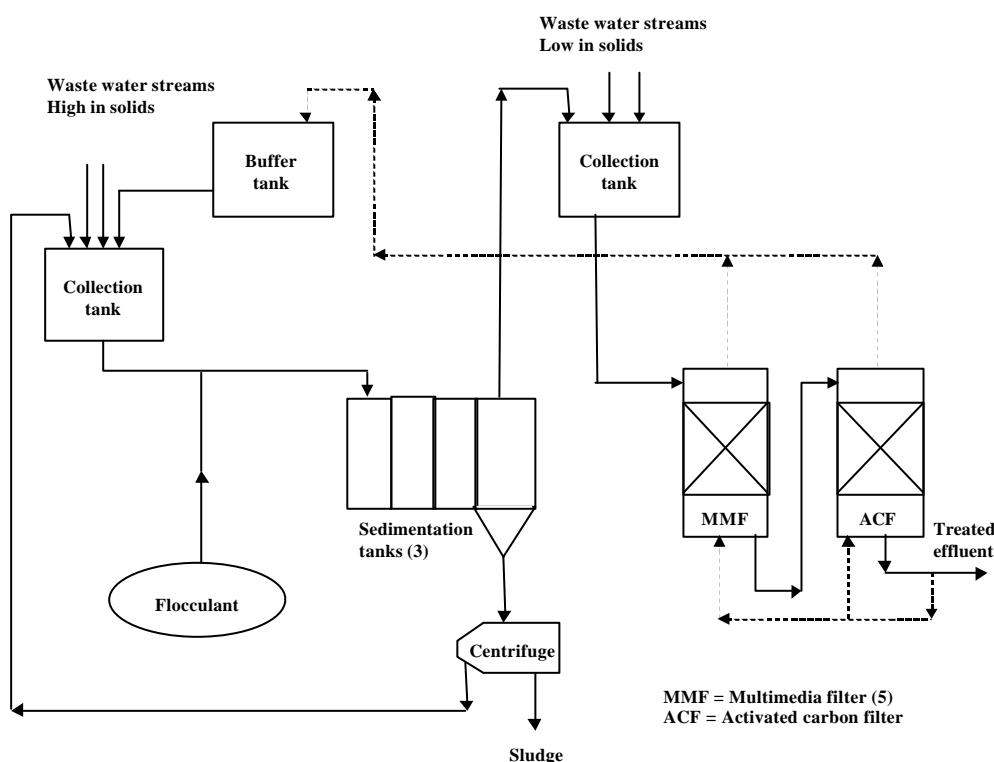 Waste water streams
Low in solids
Waste water streams
High in solids
Buffer
tank
Collection
tank
Collection
tank
Sedimentation
tanks (3)
MMF
ACF
Treated
effluent
Flocculant
Centrifuge
MMF = Multimedia filter (5)
ACF = Activated carbon filter
Sludge